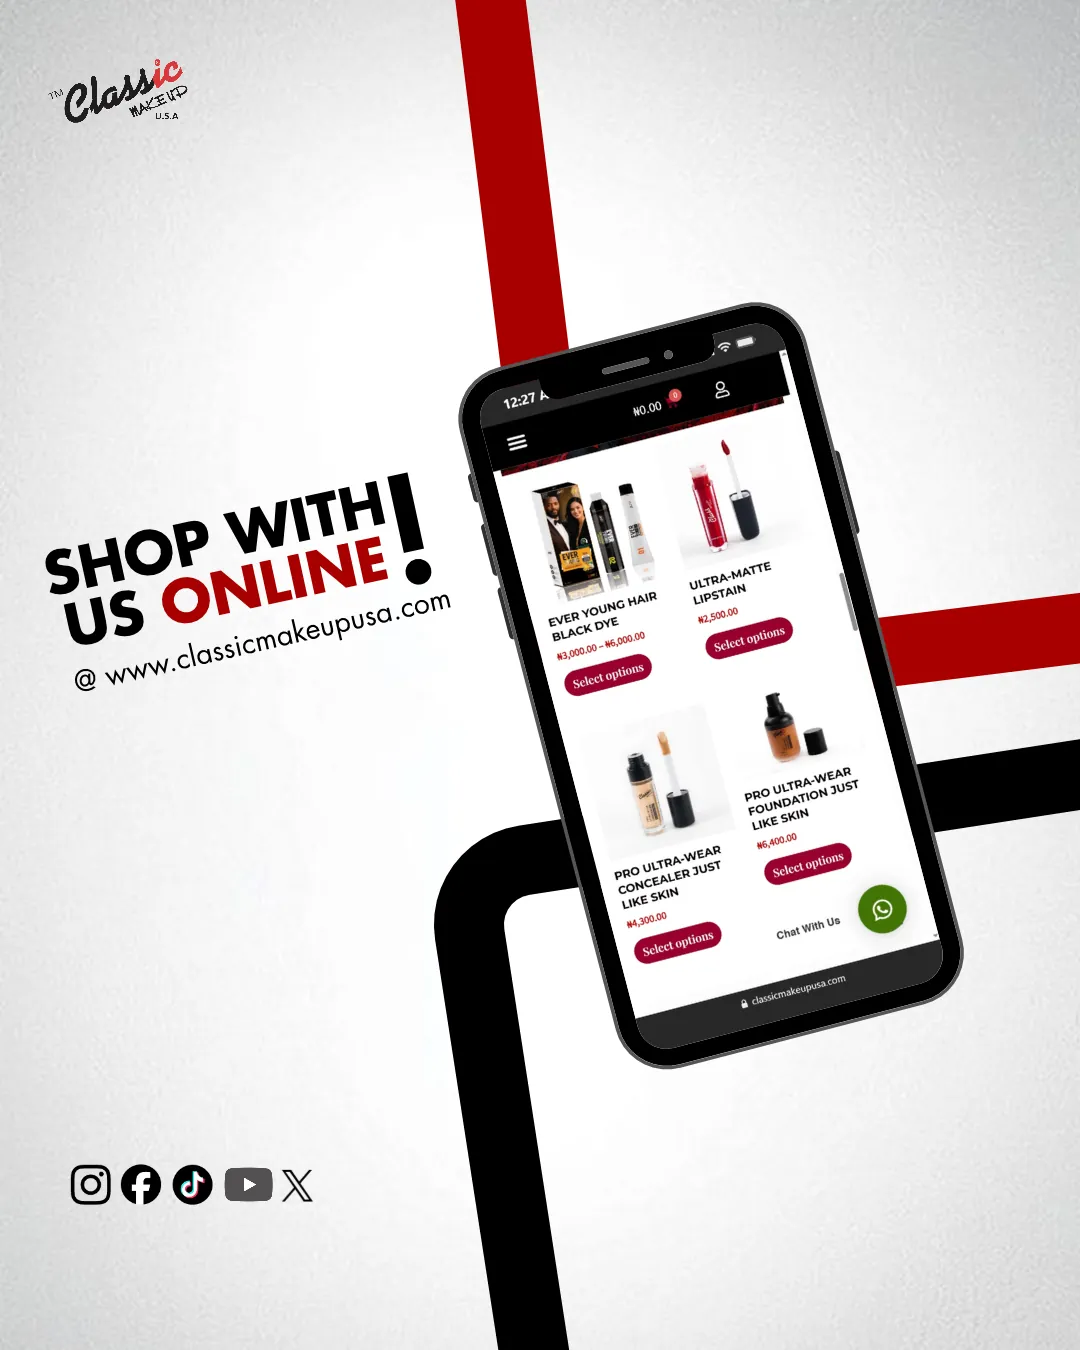 TM Classic
MAKEUP
U.S.A
SHOP WITH
US ONLINE!
@ www.classicmakeupusa.com
12:27 A
₦0.00 0
EVER YOUNG HAIR
BLACK DYE
₦3,000.00 – ₦6,000.00
Select options
ULTRA-MATTE
LIPSTAIN
₦2,500.00
Select options
PRO ULTRA-WEAR
CONCEALER JUST
LIKE SKIN
₦4,300.00
Select options
PRO ULTRA-WEAR
FOUNDATION JUST
LIKE SKIN
₦6,400.00
Select options
Chat With Us
classicmakeupusa.com